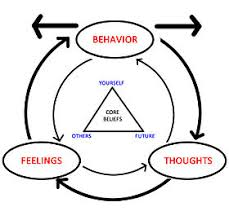 BEHAVIOR
YOURSELF
CORE
BELIEFS
OTHERS FUTURE
FEELINGS THOUGHTS